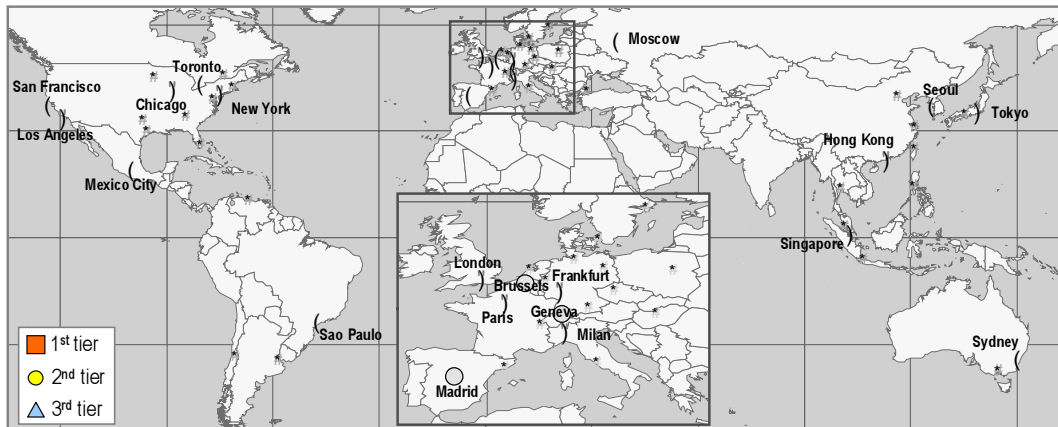 Moscow
Toronto
San Francisco
Seoul
Chicago
New York
Tokyo
Los Angeles
Hong Kong
Mexico City
Singapore
London
Frankfurt
Brussels
Geneva
Paris
Milan
Sao Paulo
Sydney
Madrid
1st tier
2nd tier
3rd tier